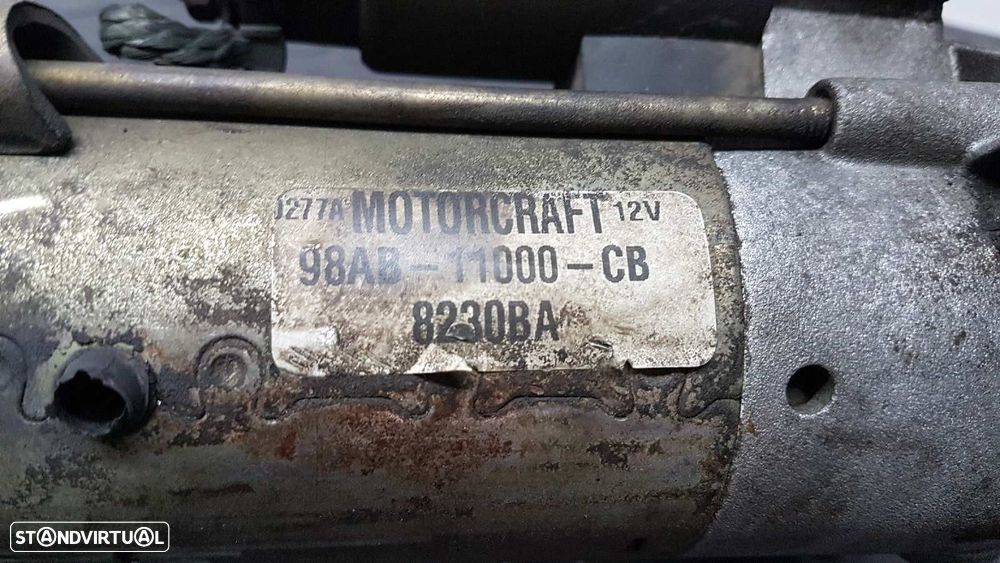 J277A MOTORCRAFT 12V
98AB-11000-CB
8230BA
STANDVIRTUAL